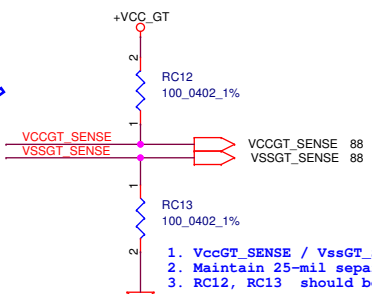 +VCC_GT
2
RC12
100_0402_1%
1
VCCGT_SENSE VCCGT_SENSE 88
VSSGT_SENSE VSSGT_SENSE 88
1
RC13
100_0402_1%
2
1. VccGT_SENSE / VssGT_
2. Maintain 25-mil sepa
3. RC12, RC13 should b